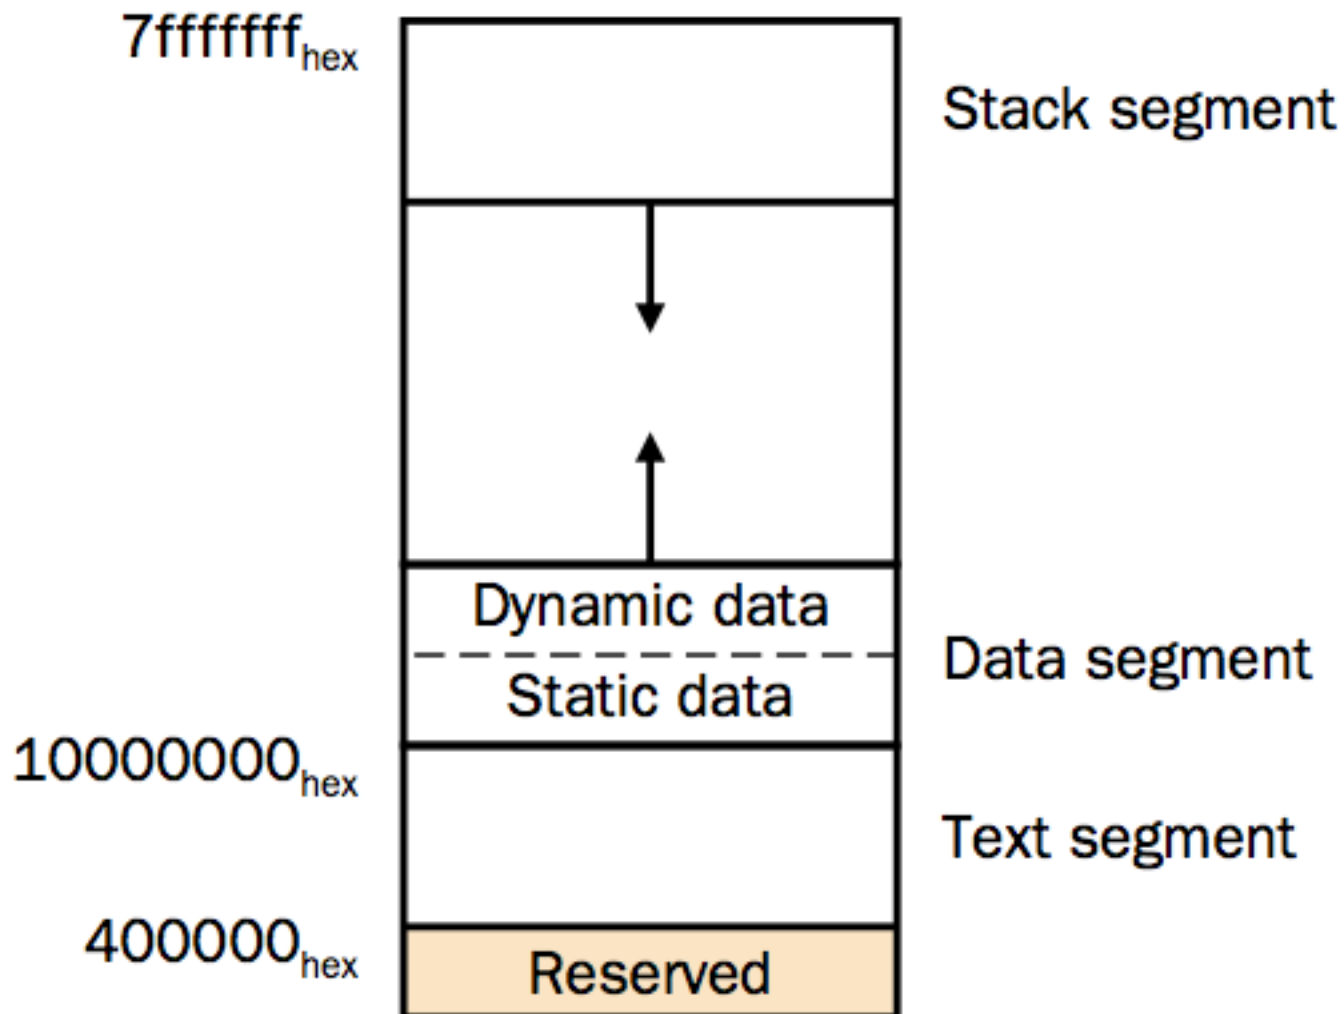 7fffffffhex
Stack segment
Dynamic data
Data segment
Static data
10000000hex
Text segment
400000hex
Reserved